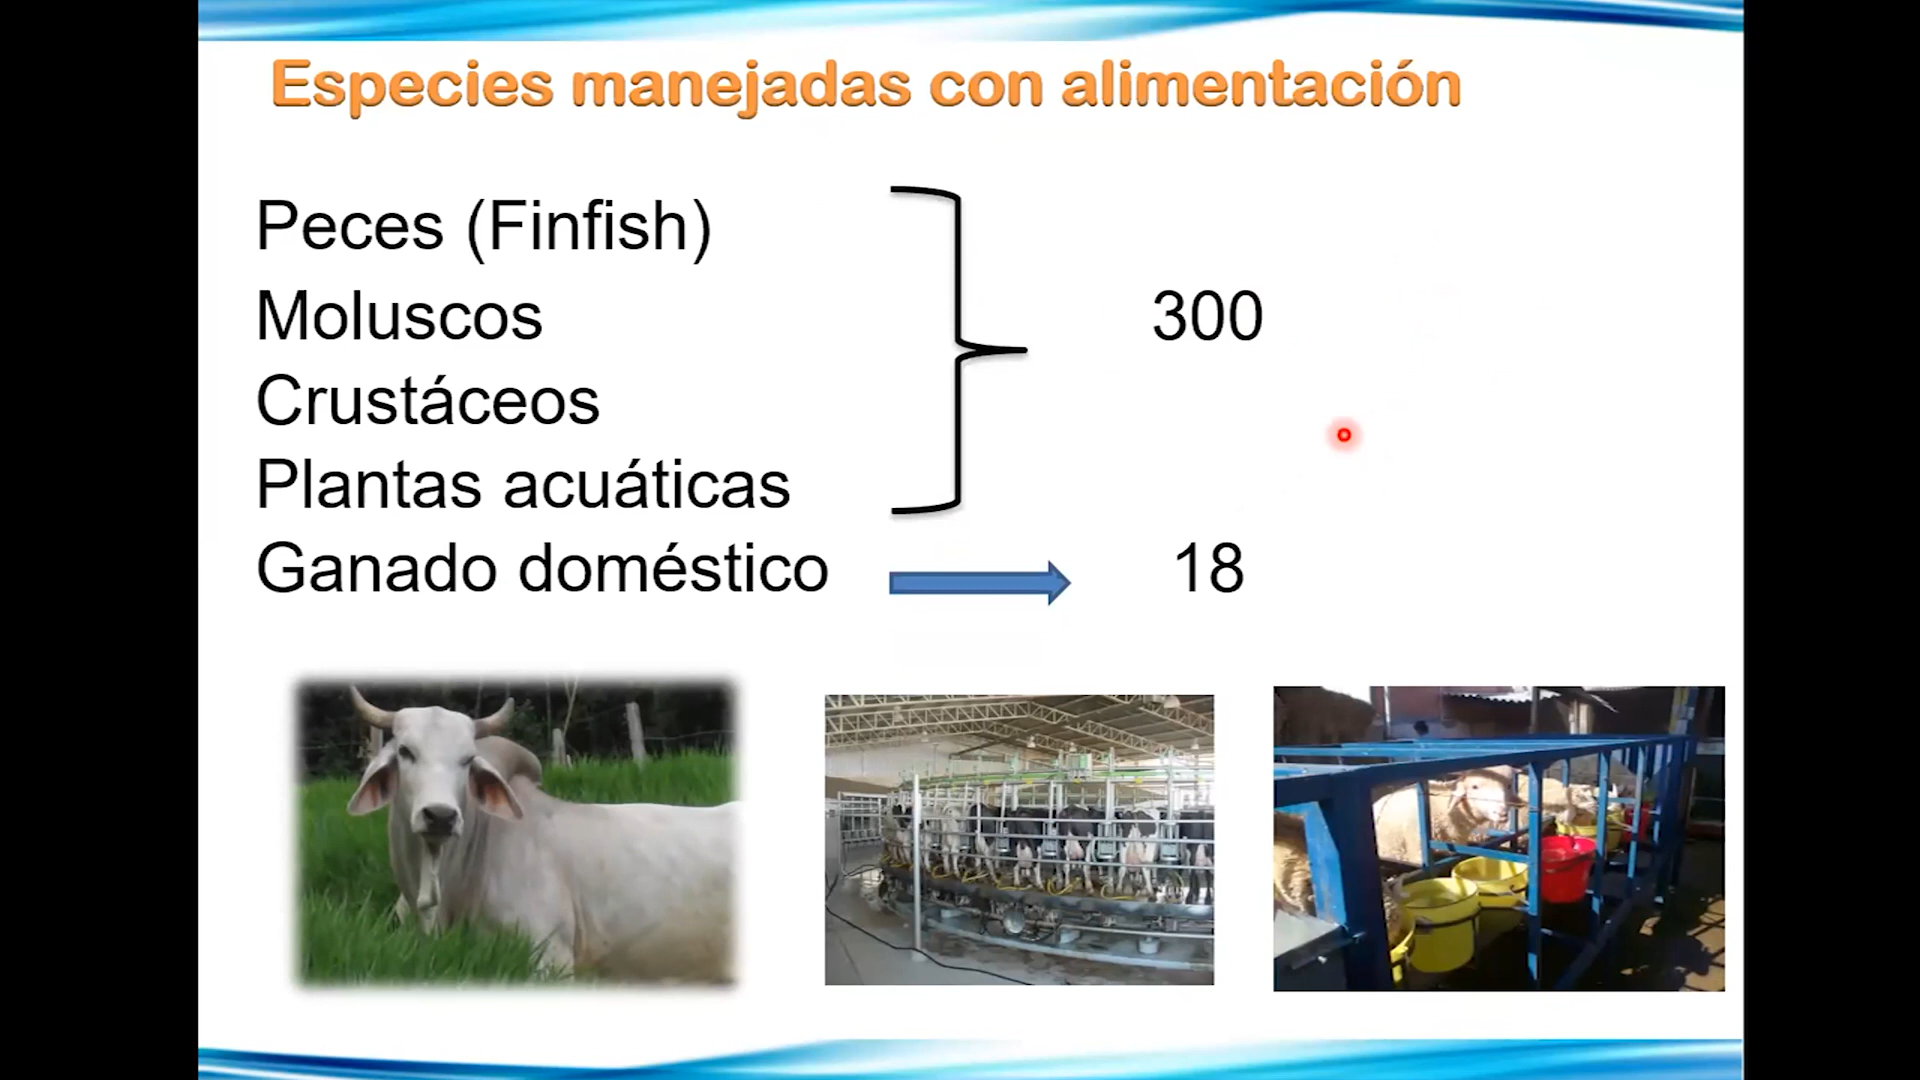 Especies manejadas con alimentación
Peces (Finfish)
Moluscos 300
Crustáceos
Plantas acuáticas
Ganado doméstico 18